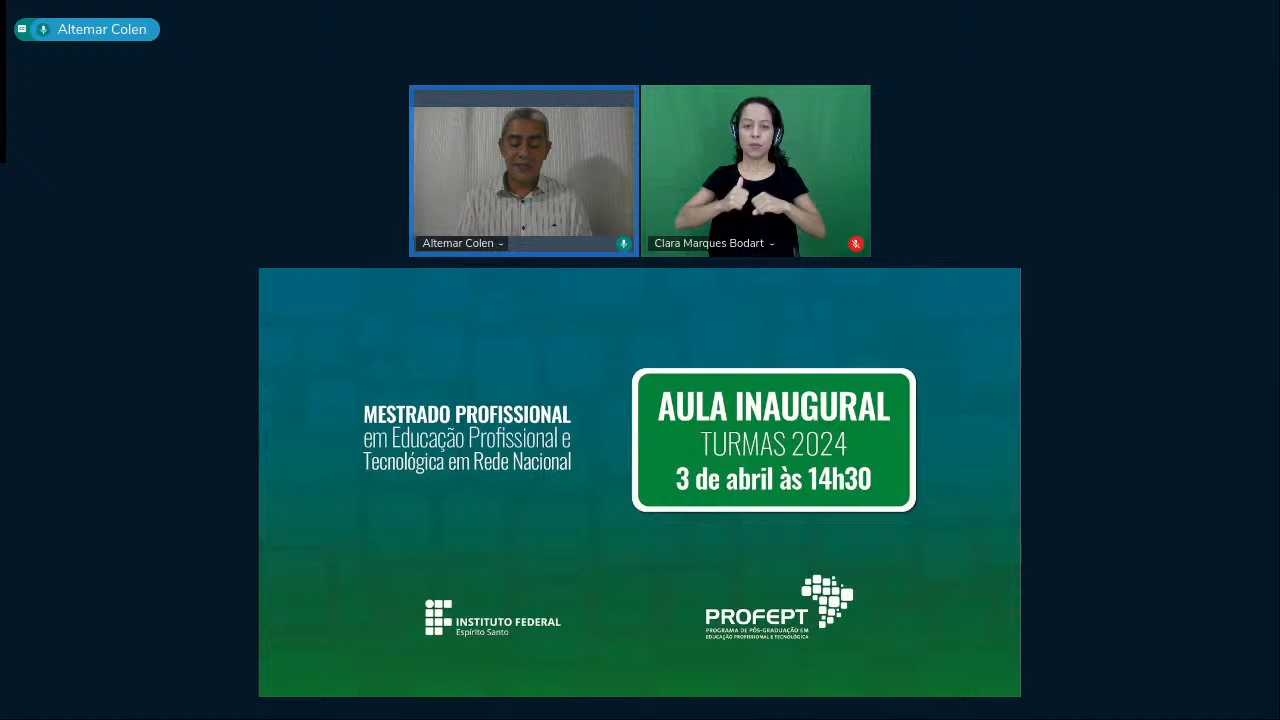 Altemar Colen
Altemar Colen
Clara Marques Bodart
MESTRADO PROFISSIONAL
em Educação Profissional e
Tecnológica em Rede Nacional
AULA INAUGURAL
TURMAS 2024
3 de abril às 14h30
INSTITUTO FEDERAL
Espírito Santo
PROFEPT
PROGRAMA DE PÓS-GRADUAÇÃO EM
EDUCAÇÃO PROFISSIONAL E TECNOLÓGICA